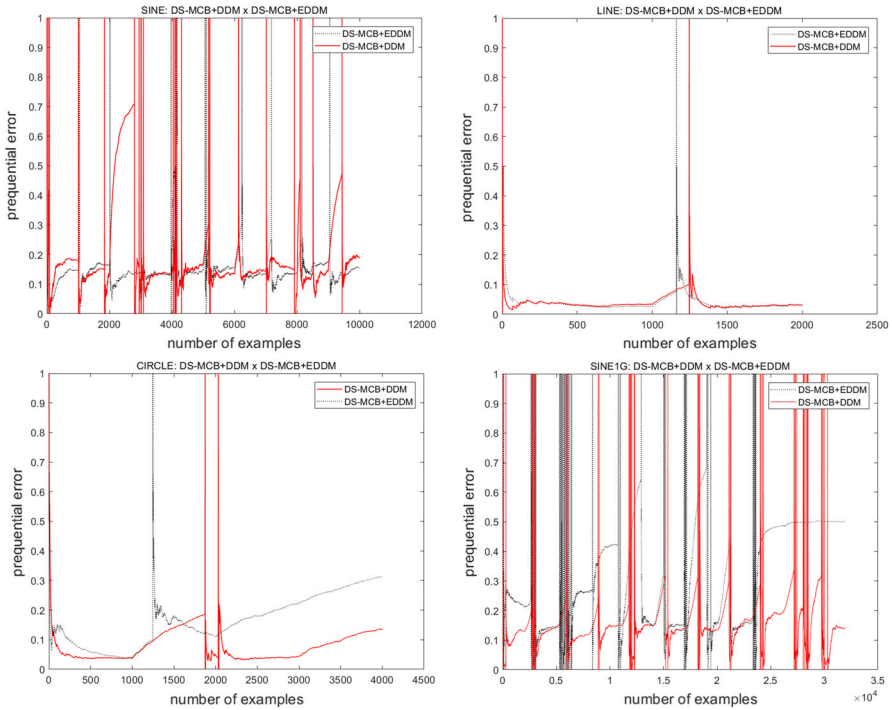 SINE: DS-MCB+DDM x DS-MCB+EDDM
prequential error
1
0.9
0.8
0.7
0.6
0.5
0.4
0.3
0.2
0.1
0
DS-MCB+EDDM
DS-MCB+DDM
0 2000 4000 6000 8000 10000 12000
number of examples
LINE: DS-MCB+DDM x DS-MCB+EDDM
prequential error
1
0.9
0.8
0.7
0.6
0.5
0.4
0.3
0.2
0.1
0
DS-MCB+EDDM
DS-MCB+DDM
0 500 1000 1500 2000 2500
number of examples
CIRCLE: DS-MCB+DDM x DS-MCB+EDDM
prequential error
1
0.9
0.8
0.7
0.6
0.5
0.4
0.3
0.2
0.1
0
DS-MCB+DDM
DS-MCB+EDDM
0 500 1000 1500 2000 2500 3000 3500 4000 4500
number of examples
SINE1G: DS-MCB+DDM x DS-MCB+EDDM
prequential error
1
0.9
0.8
0.7
0.6
0.5
0.4
0.3
0.2
0.1
0
DS-MCB+EDDM
DS-MCB+DDM
0 0.5 1 1.5 2 2.5 3 3.5
number of examples
×10⁴